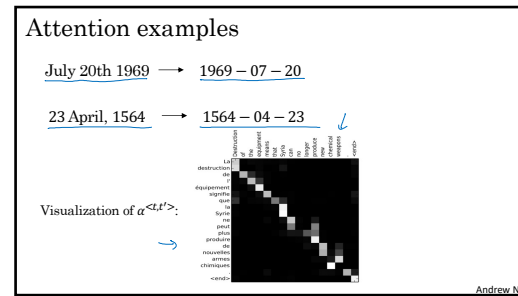 Attention examples
July 20th 1969 → 1969 – 07 – 20
23 April, 1564 → 1564 – 04 – 23
Visualization of α<t,t′>:
Destruction
of
the
equipment
means
that
Syria
can
no
longer
produce
new
chemical
weapons
.
<end>
La
destruction
de
l'
équipement
signifie
que
la
Syrie
ne
peut
plus
produire
de
nouvelles
armes
chimiques
.
<end>
Andrew N